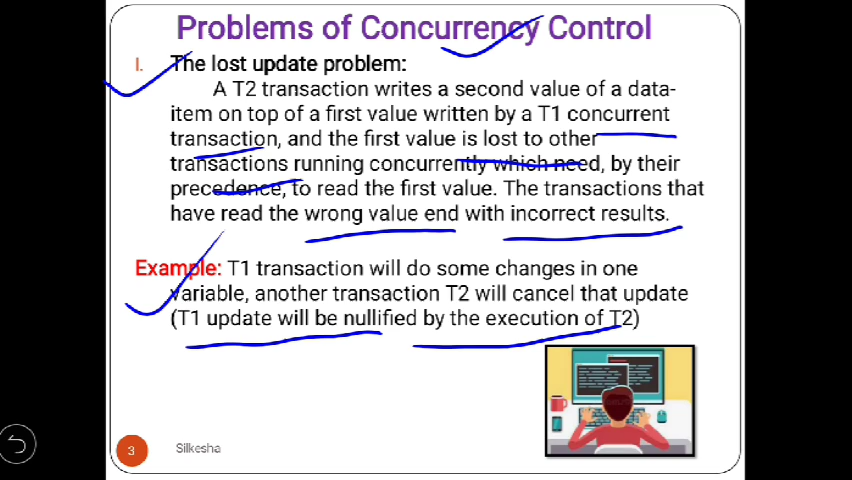 Problems of Concurrency Control
I. The lost update problem:
A T2 transaction writes a second value of a data-
item on top of a first value written by a T1 concurrent
transaction, and the first value is lost to other
transactions running concurrently which need, by their
precedence, to read the first value. The transactions that
have read the wrong value end with incorrect results.
Example: T1 transaction will do some changes in one
variable, another transaction T2 will cancel that update
(T1 update will be nullified by the execution of T2)
3 Silkesha